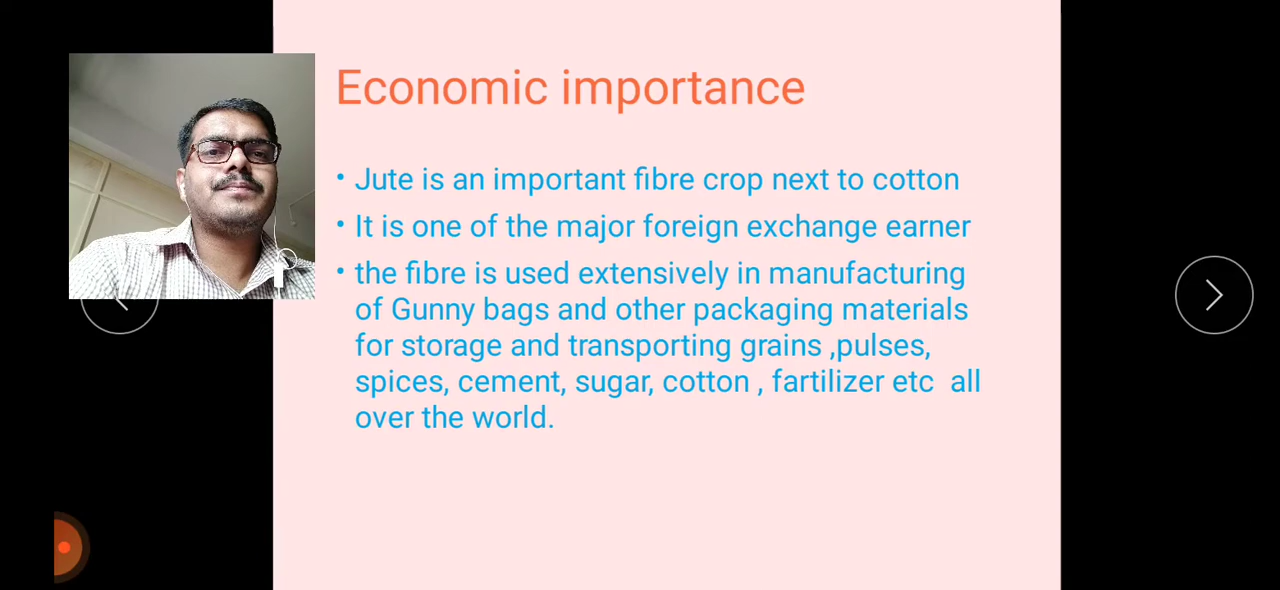 Economic importance
• Jute is an important fibre crop next to cotton
• It is one of the major foreign exchange earner
• the fibre is used extensively in manufacturing
of Gunny bags and other packaging materials
for storage and transporting grains ,pulses,
spices, cement, sugar, cotton , fartilizer etc  all
over the world.